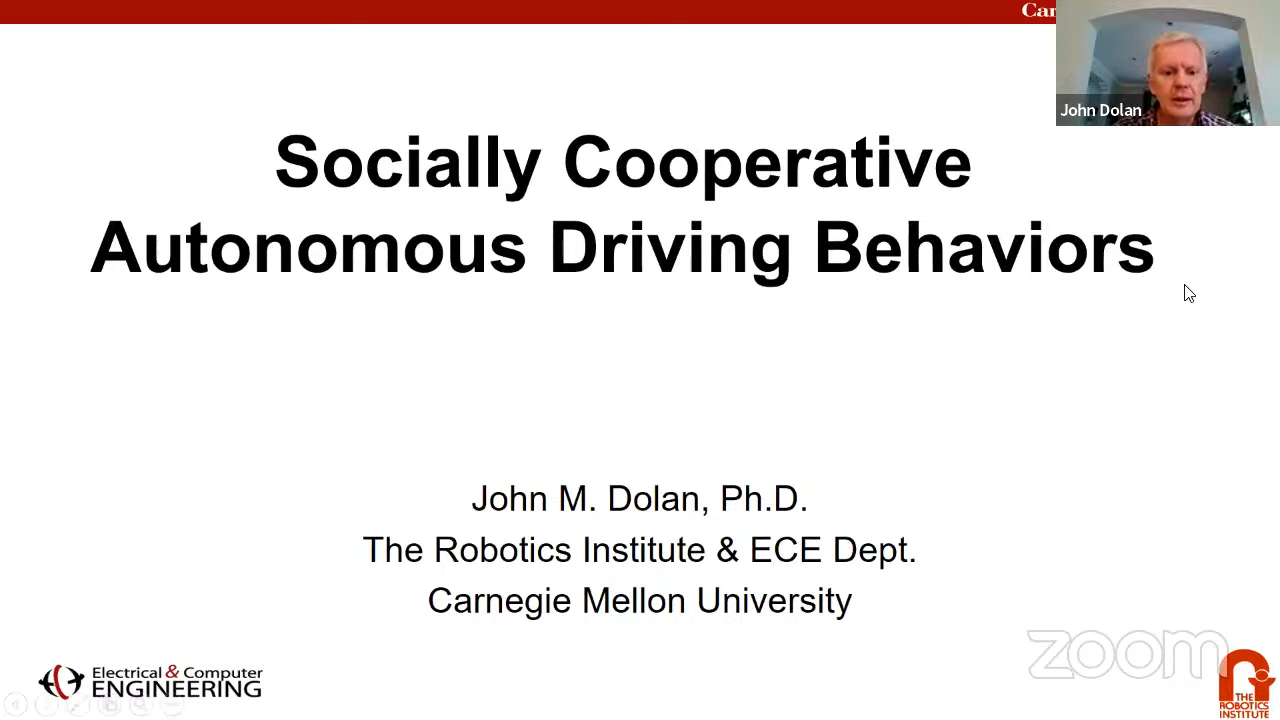 Car
John Dolan
Socially Cooperative
Autonomous Driving Behaviors
John M. Dolan, Ph.D.
The Robotics Institute & ECE Dept.
Carnegie Mellon University
zoom
Electrical & Computer
ENGINEERING
THE
ROBOTICS
INSTITUTE